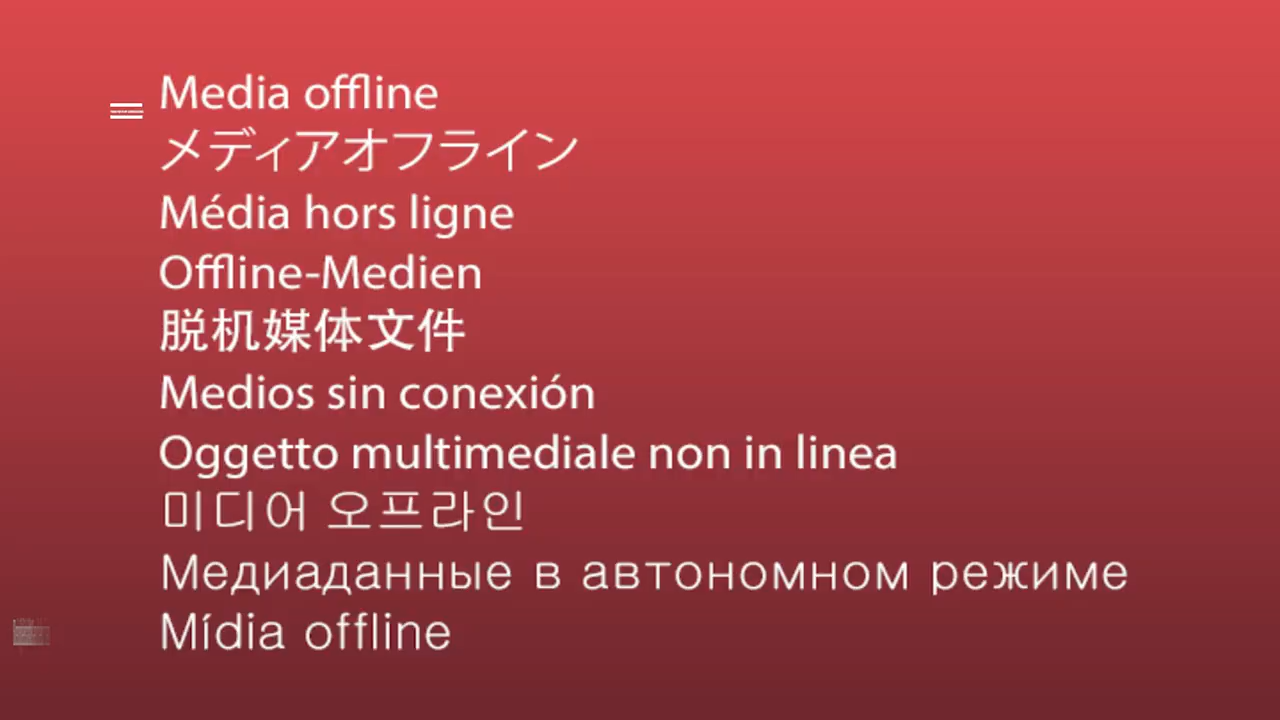 Media offline
メディアオフライン
Média hors ligne
Offline-Medien
脱机媒体文件
Medios sin conexión
Oggetto multimediale non in linea
미디어 오프라인
Медиаданные в автономном режиме
Mídia offline